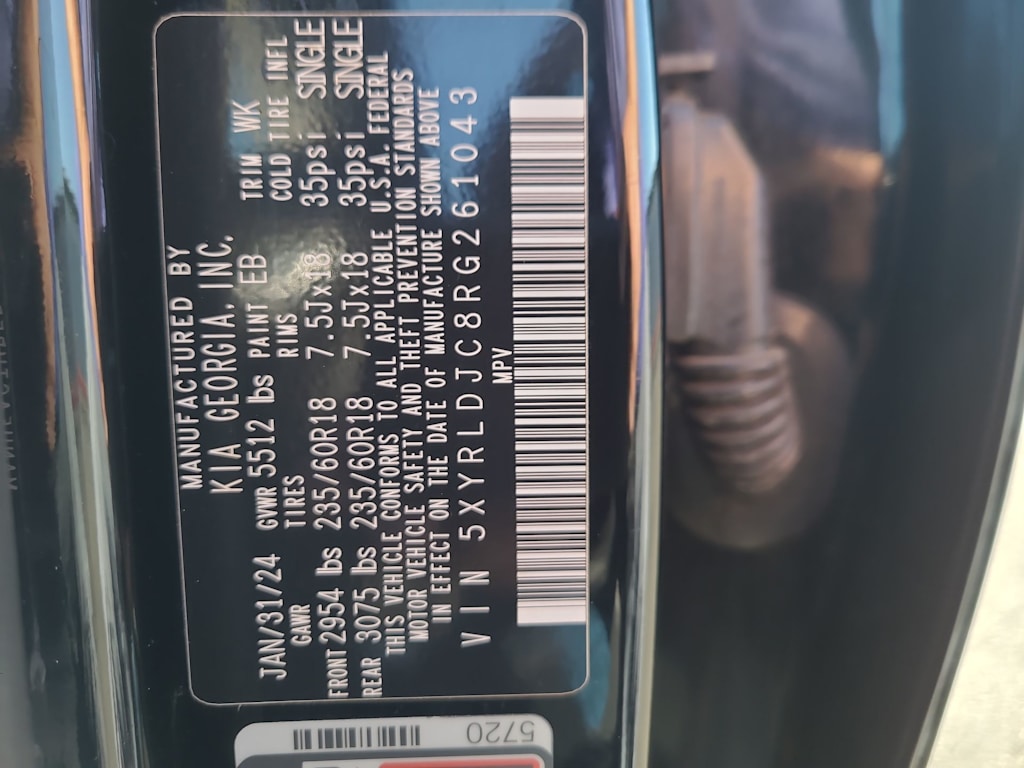 MANUFACTURED BY
KIA GEORGIA, INC.
JAN/31/24 GVWR 5512 lbs PAINT EB TRIM WK
GAWR TIRES RIMS COLD TIRE INFL
FRONT 2954 lbs 235/60R18 7.5Jx18 35psi SINGLE
REAR 3075 lbs 235/60R18 7.5Jx18 35psi SINGLE
THIS VEHICLE CONFORMS TO ALL APPLICABLE U.S.A. FEDERAL
MOTOR VEHICLE SAFETY AND THEFT PREVENTION STANDARDS
IN EFFECT ON THE DATE OF MANUFACTURE SHOWN ABOVE
VIN 5XYRLDJC8RG261043
MPV
5720